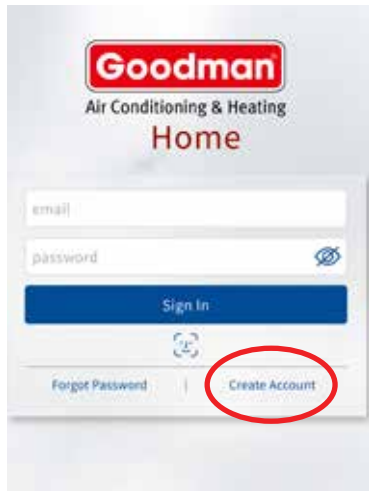 Goodman
Air Conditioning & Heating
Home
email
password
Sign In
Forgot Password | Create Account